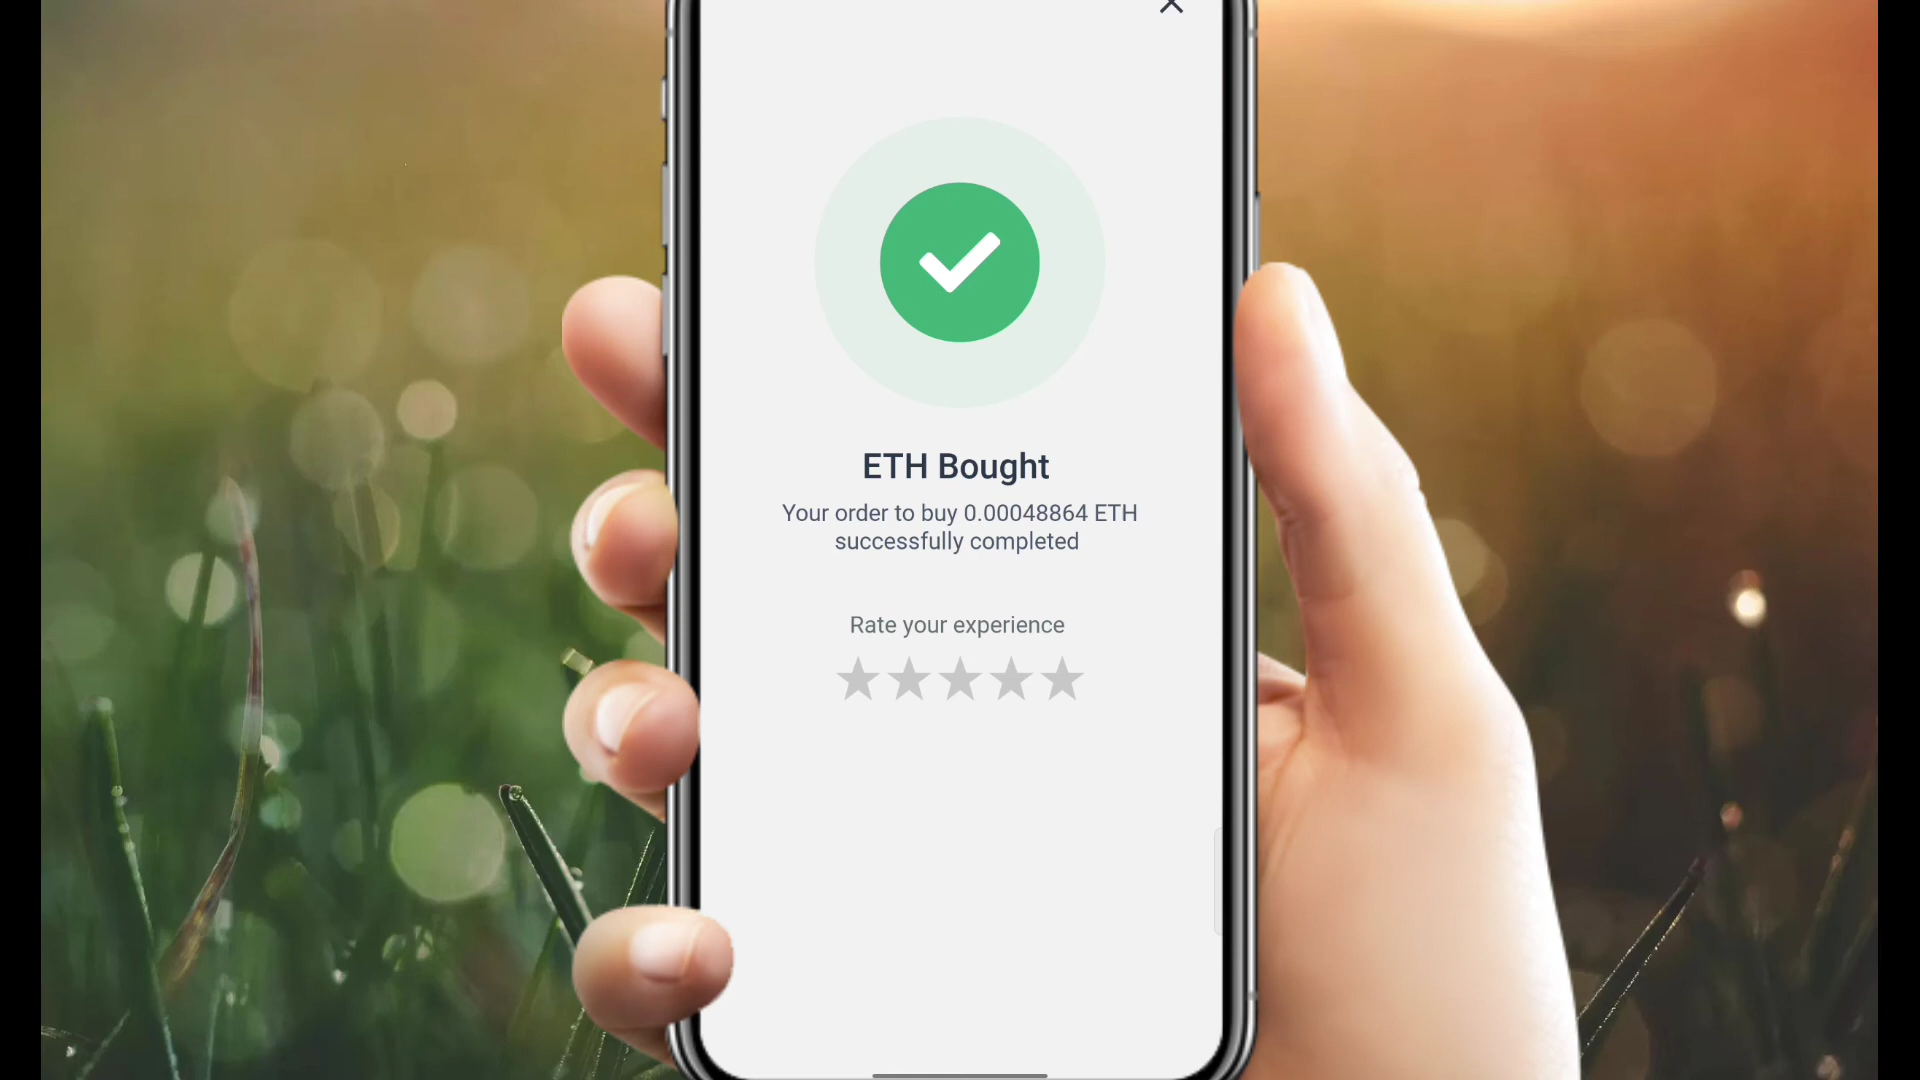 ETH Bought
Your order to buy 0.00048864 ETH
successfully completed
Rate your experience